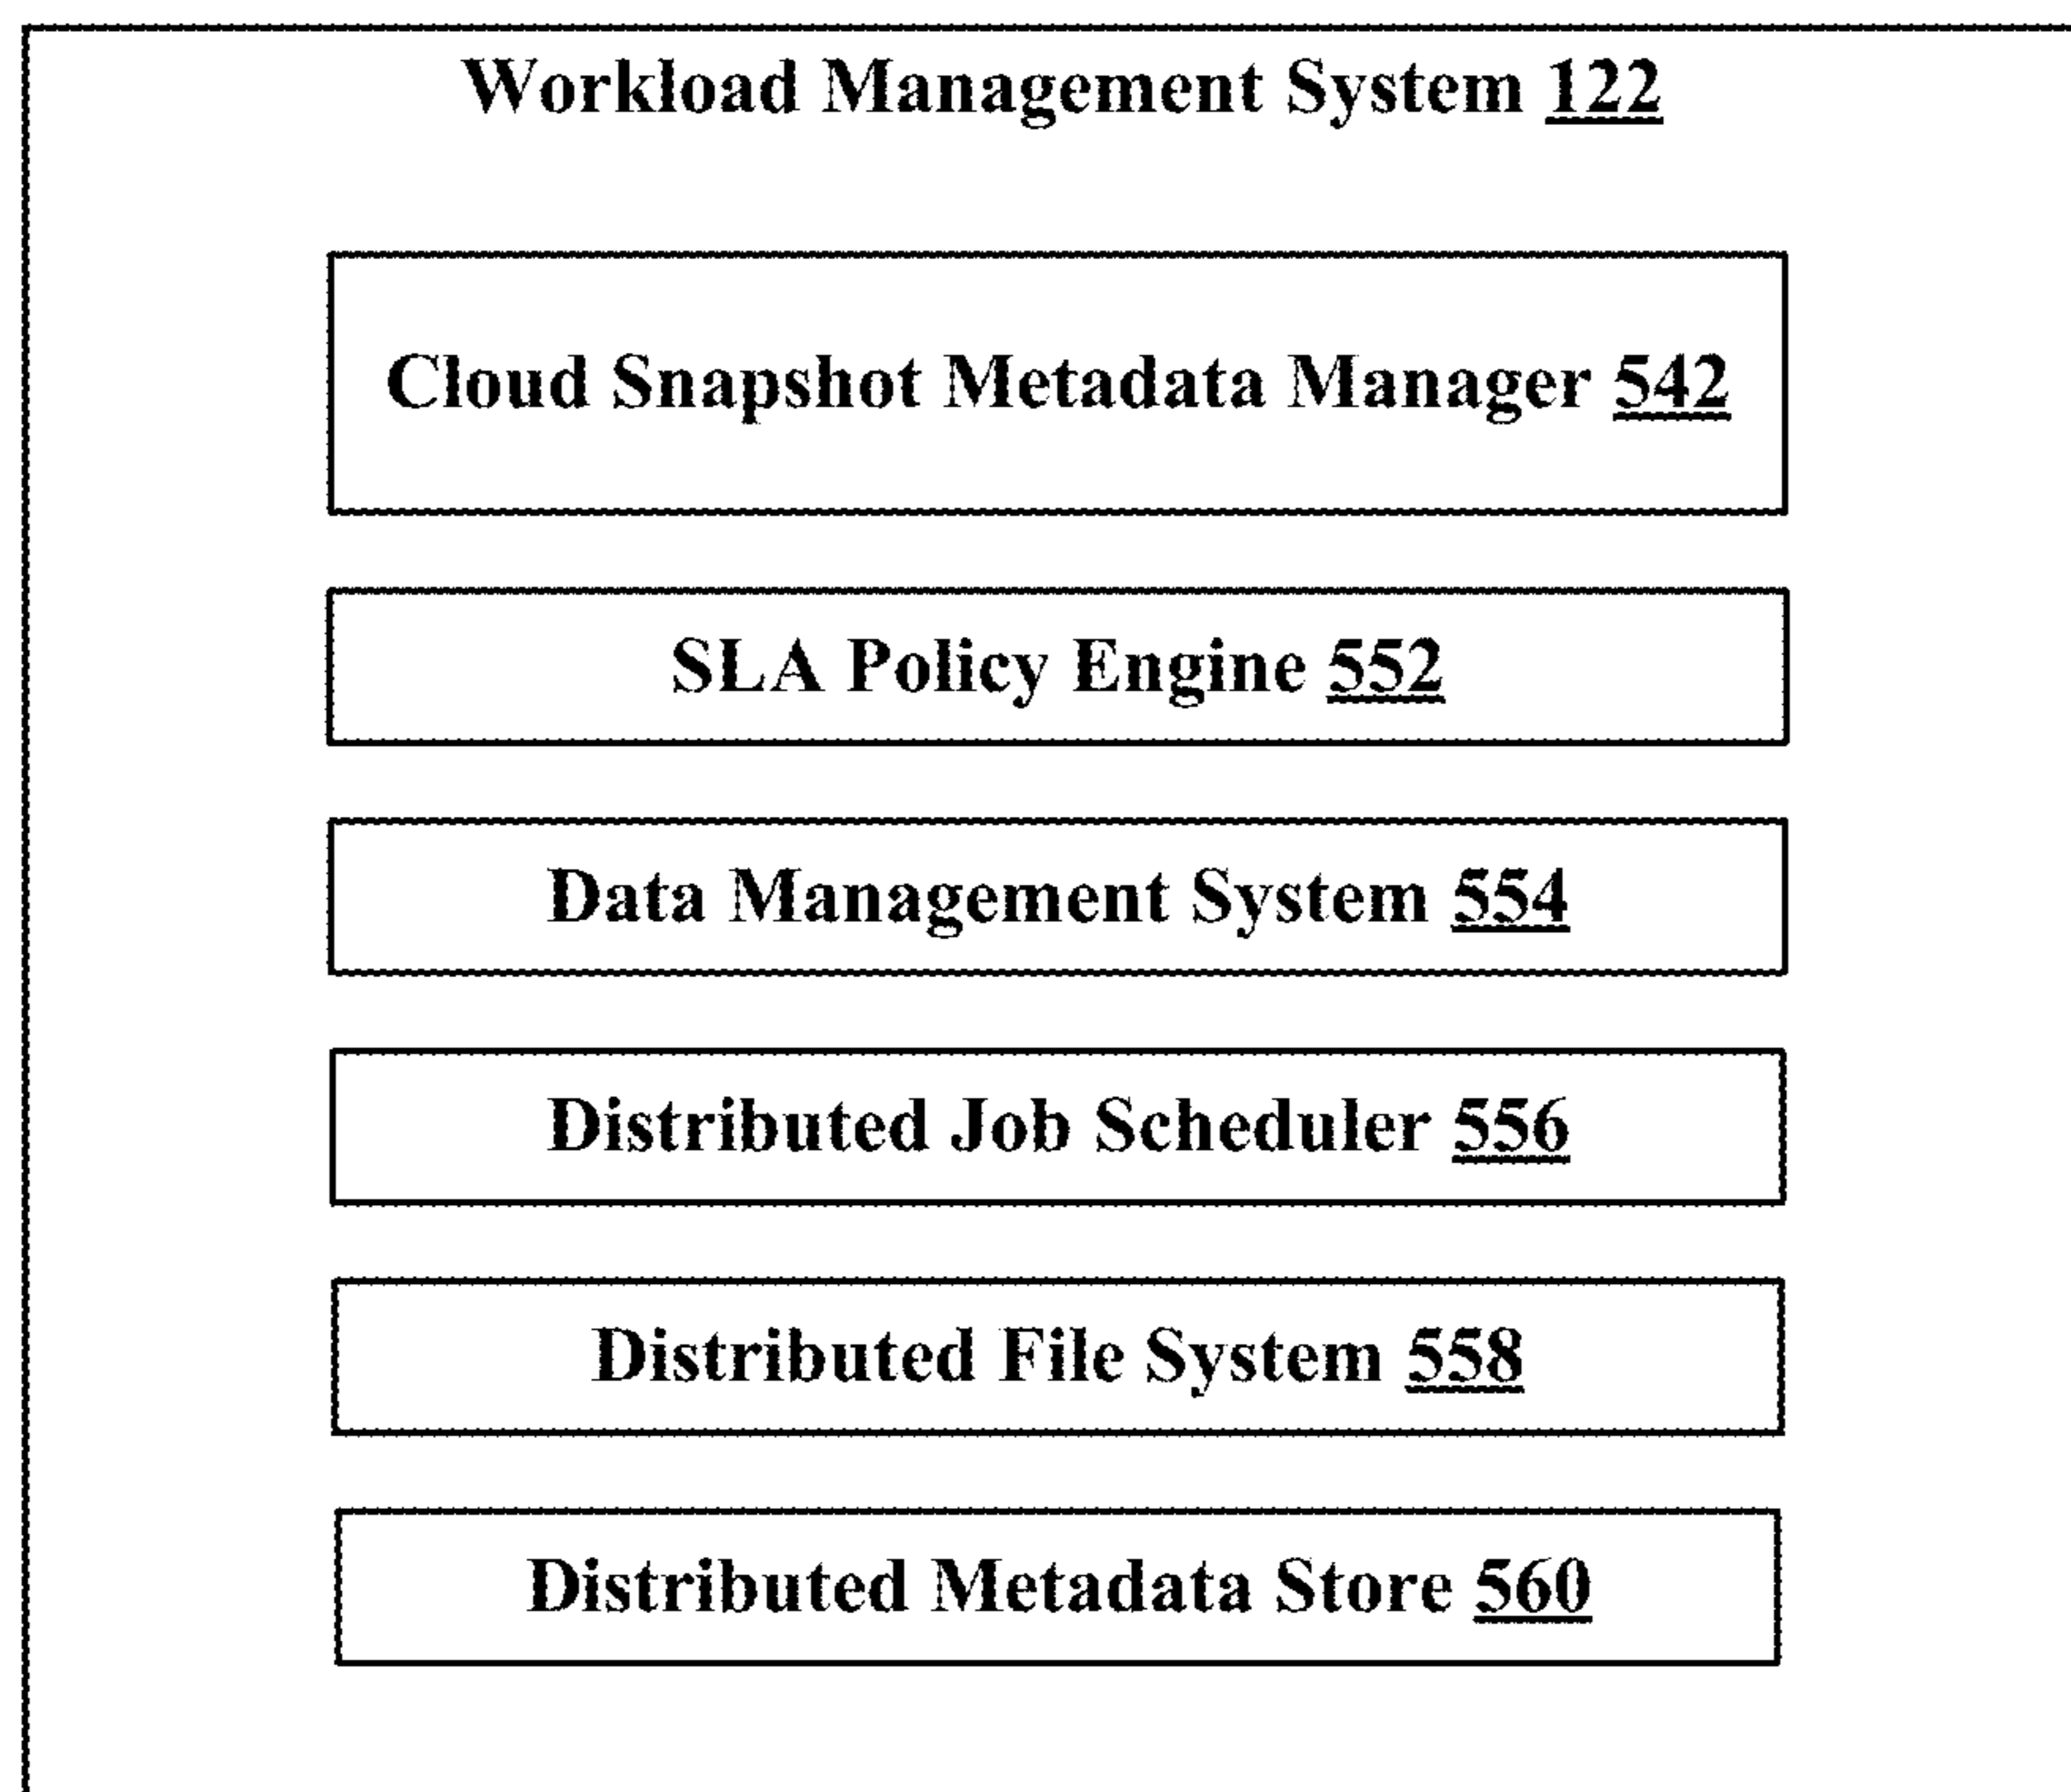 Workload Management System 122
Cloud Snapshot Metadata Manager 542
SLA Policy Engine 552
Data Management System 554
Distributed Job Scheduler 556
Distributed File System 558
Distributed Metadata Store 560